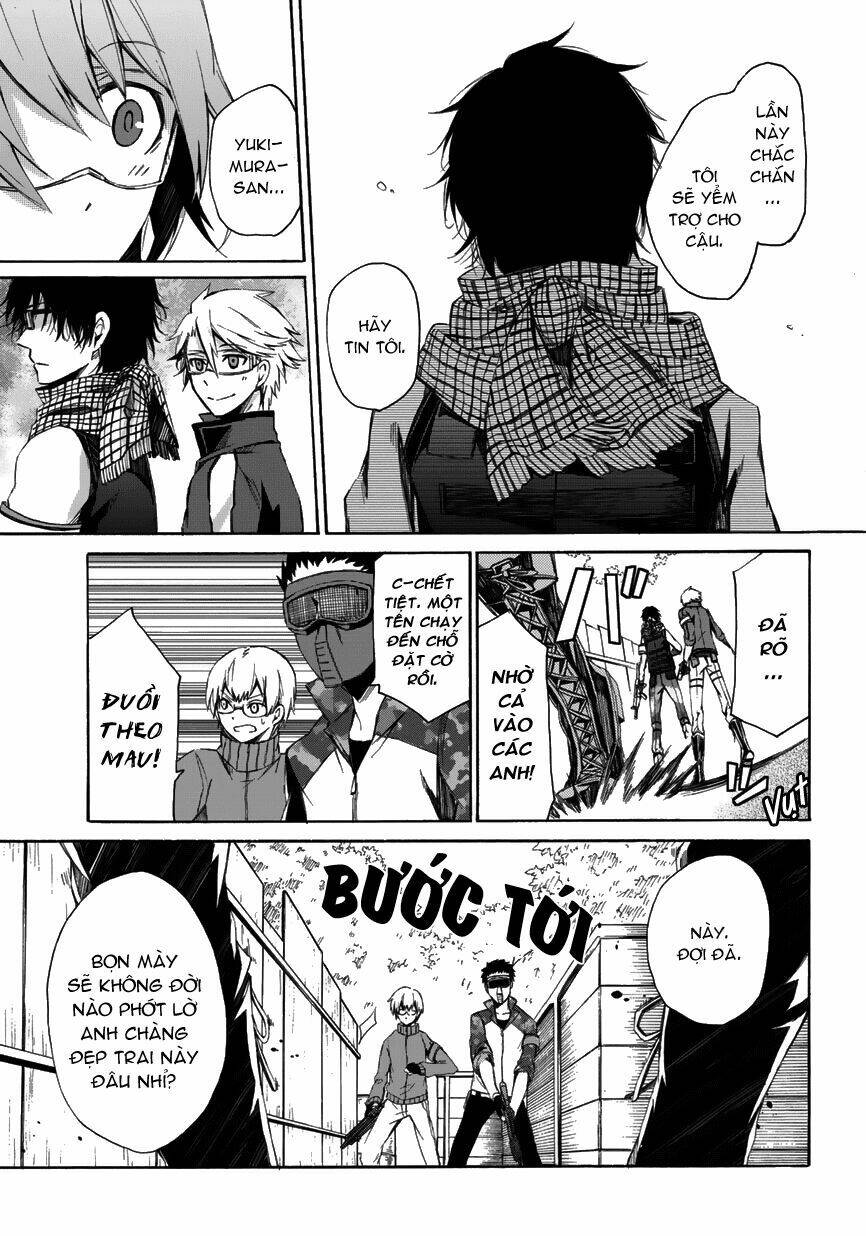 LẦN
NÀY
CHẮC
CHẮN
...
TÔI
SẼ YỂM
TRỢ CHO
CẬU.
HÃY
TIN TÔI.
YUKI-
MURA-
SAN...
ĐÃ
RÕ
...
NHỜ
CẢ VÀO
CÁC
ANH!
VỤT
C-CHẾT
TIỆT. MỘT
TÊN CHẠY
ĐẾN CHỖ
ĐẶT CỜ
RỒI.
ĐUỔI
THEO
MAU!
NÀY.
ĐỢI ĐÃ.
BƯỚC TỚI
BỌN MÀY
SẼ KHÔNG ĐỜI
NÀO PHỚT LỜ
ANH CHÀNG
ĐẸP TRAI NÀY
ĐÂU NHỈ?